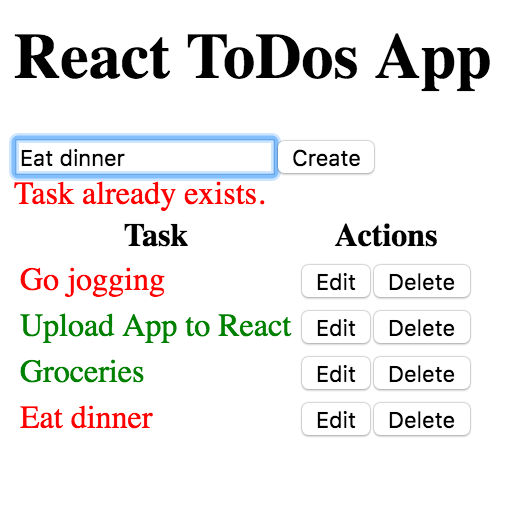 React ToDos App
Eat dinner Create
Task already exists.
Task Actions
Go jogging Edit Delete
Upload App to React Edit Delete
Groceries Edit Delete
Eat dinner Edit Delete